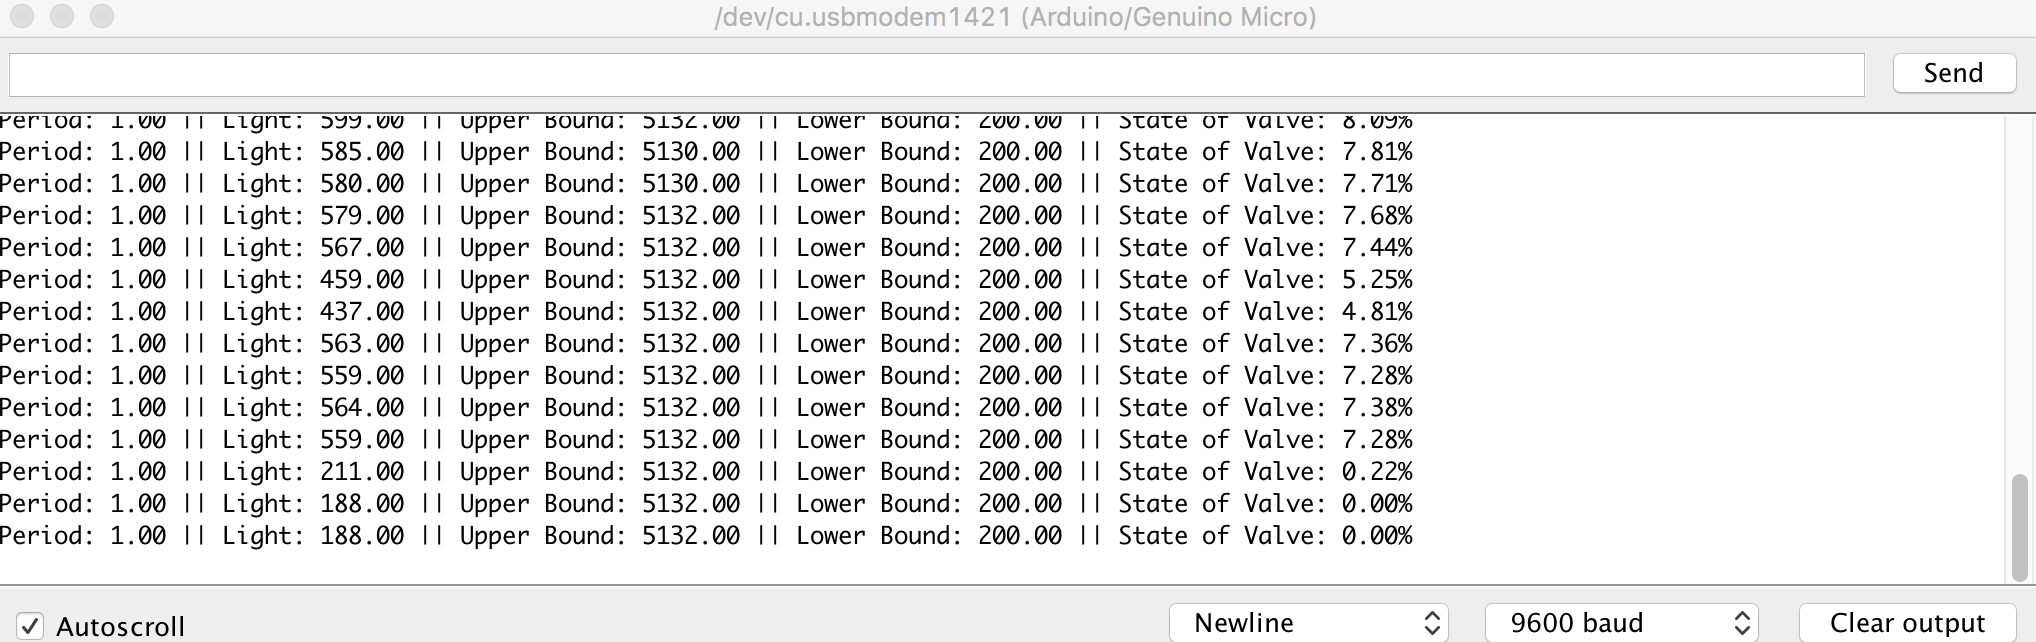 /dev/cu.usbmodem1421 (Arduino/Genuino Micro)
Send
Period: 1.00 || Light: 599.00 || Upper Bound: 5132.00 || Lower Bound: 200.00 || State of Valve: 8.09%
Period: 1.00 || Light: 585.00 || Upper Bound: 5130.00 || Lower Bound: 200.00 || State of Valve: 7.81%
Period: 1.00 || Light: 580.00 || Upper Bound: 5130.00 || Lower Bound: 200.00 || State of Valve: 7.71%
Period: 1.00 || Light: 579.00 || Upper Bound: 5132.00 || Lower Bound: 200.00 || State of Valve: 7.68%
Period: 1.00 || Light: 567.00 || Upper Bound: 5132.00 || Lower Bound: 200.00 || State of Valve: 7.44%
Period: 1.00 || Light: 459.00 || Upper Bound: 5132.00 || Lower Bound: 200.00 || State of Valve: 5.25%
Period: 1.00 || Light: 437.00 || Upper Bound: 5132.00 || Lower Bound: 200.00 || State of Valve: 4.81%
Period: 1.00 || Light: 563.00 || Upper Bound: 5132.00 || Lower Bound: 200.00 || State of Valve: 7.36%
Period: 1.00 || Light: 559.00 || Upper Bound: 5132.00 || Lower Bound: 200.00 || State of Valve: 7.28%
Period: 1.00 || Light: 564.00 || Upper Bound: 5132.00 || Lower Bound: 200.00 || State of Valve: 7.38%
Period: 1.00 || Light: 559.00 || Upper Bound: 5132.00 || Lower Bound: 200.00 || State of Valve: 7.28%
Period: 1.00 || Light: 211.00 || Upper Bound: 5132.00 || Lower Bound: 200.00 || State of Valve: 0.22%
Period: 1.00 || Light: 188.00 || Upper Bound: 5132.00 || Lower Bound: 200.00 || State of Valve: 0.00%
Period: 1.00 || Light: 188.00 || Upper Bound: 5132.00 || Lower Bound: 200.00 || State of Valve: 0.00%
Autoscroll
Newline
9600 baud
Clear output